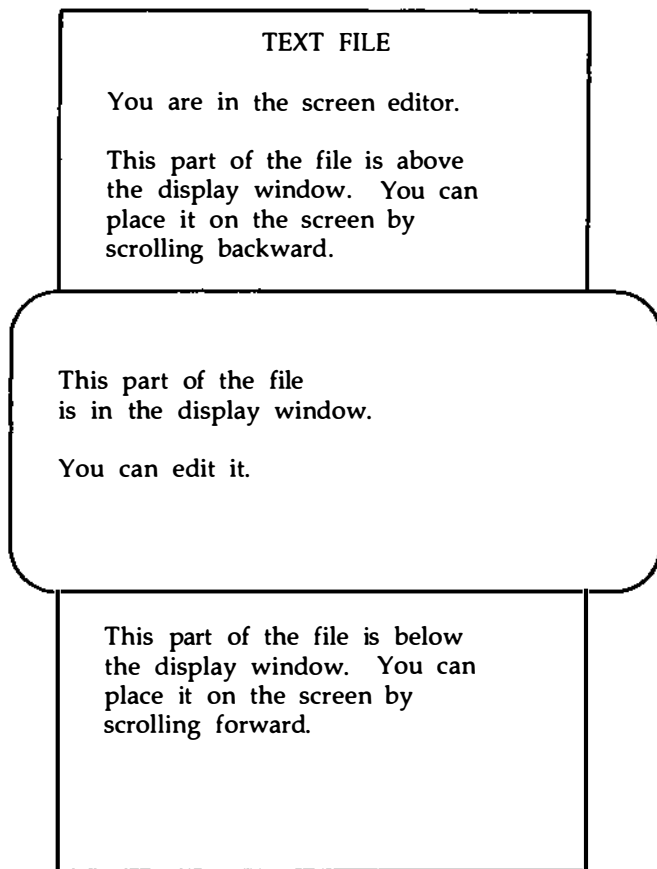 TEXT FILE
You are in the screen editor.
This part of the file is above
the display window. You can
place it on the screen by
scrolling backward.
This part of the file
is in the display window.
You can edit it.
This part of the file is below
the display window. You can
place it on the screen by
scrolling forward.